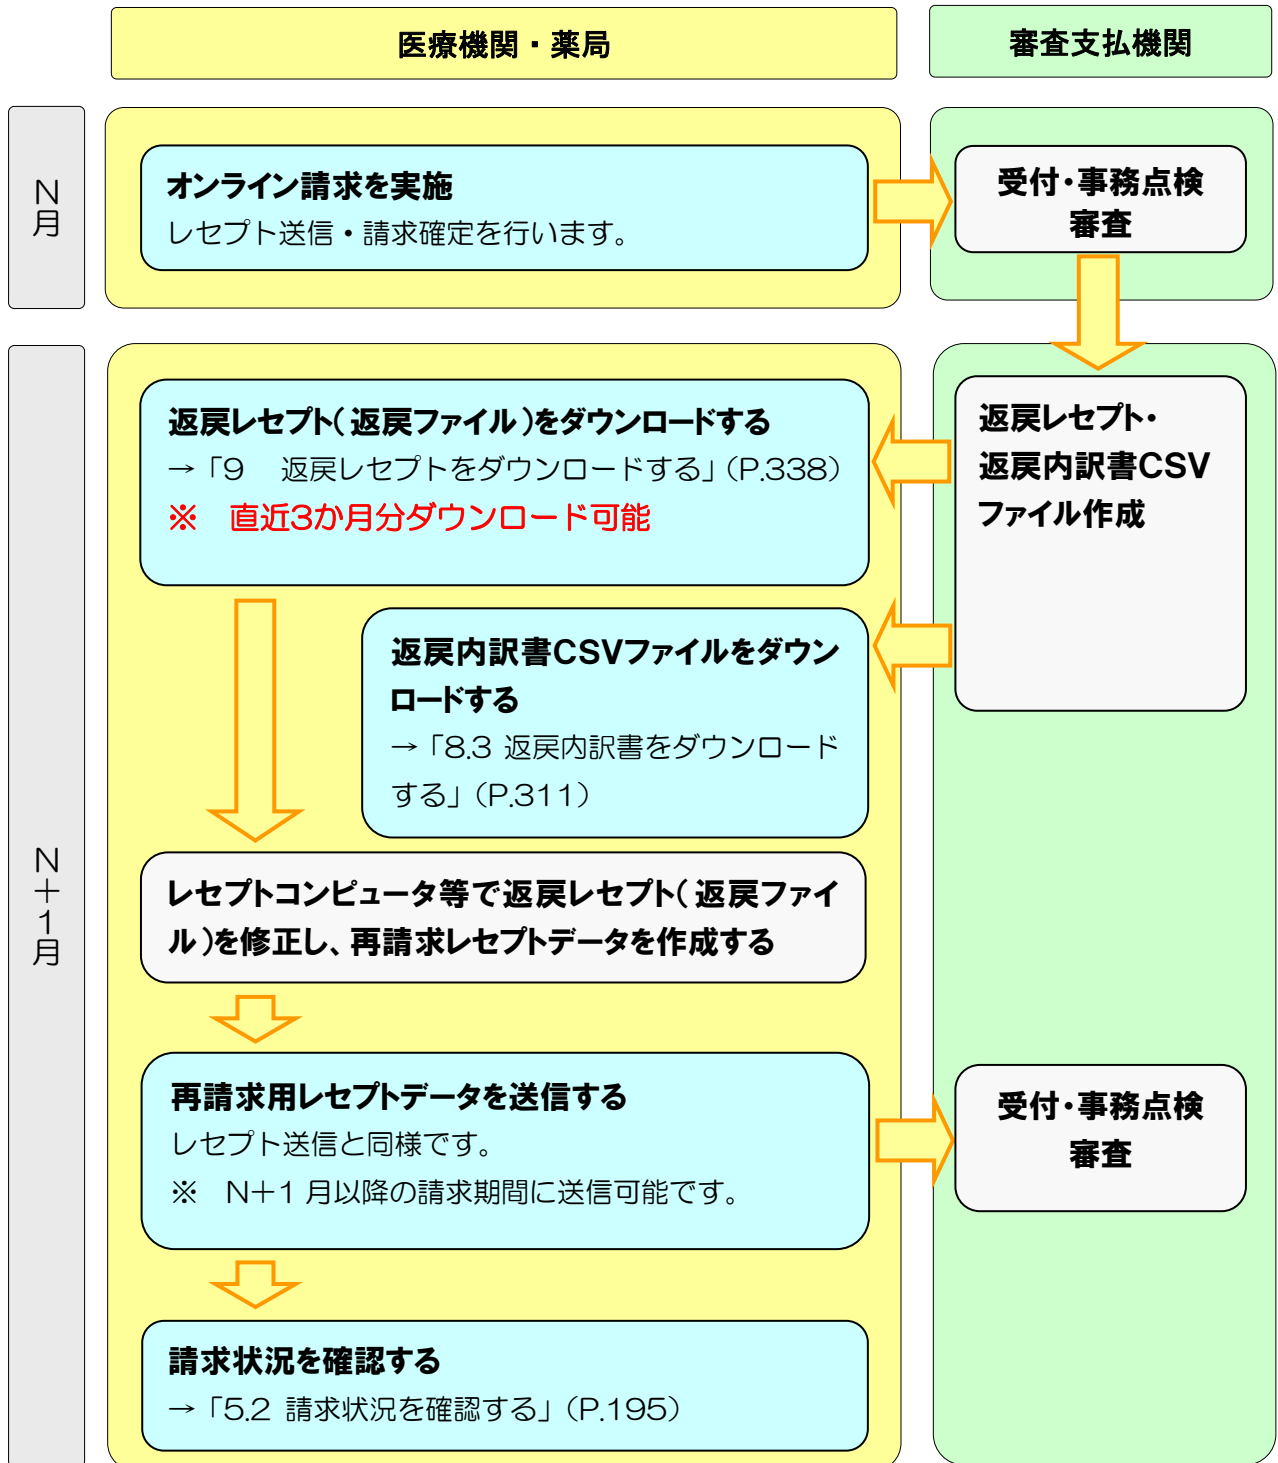 医療機関・薬局
審査支払機関
N月
オンライン請求を実施
レセプト送信・請求確定を行います。
受付・事務点検
審査
N+1月
返戻レセプト(返戻ファイル)をダウンロードする
→「9　返戻レセプトをダウンロードする」(P.338)
※　直近3か月分ダウンロード可能
返戻レセプト・
返戻内訳書CSV
ファイル作成
返戻内訳書CSVファイルをダウン
ロードする
→「8.3 返戻内訳書をダウンロード
する」(P.311)
レセプトコンピュータ等で返戻レセプト(返戻ファイ
ル)を修正し、再請求レセプトデータを作成する
再請求用レセプトデータを送信する
レセプト送信と同様です。
※　N+1 月以降の請求期間に送信可能です。
受付・事務点検
審査
請求状況を確認する
→「5.2 請求状況を確認する」(P.195)